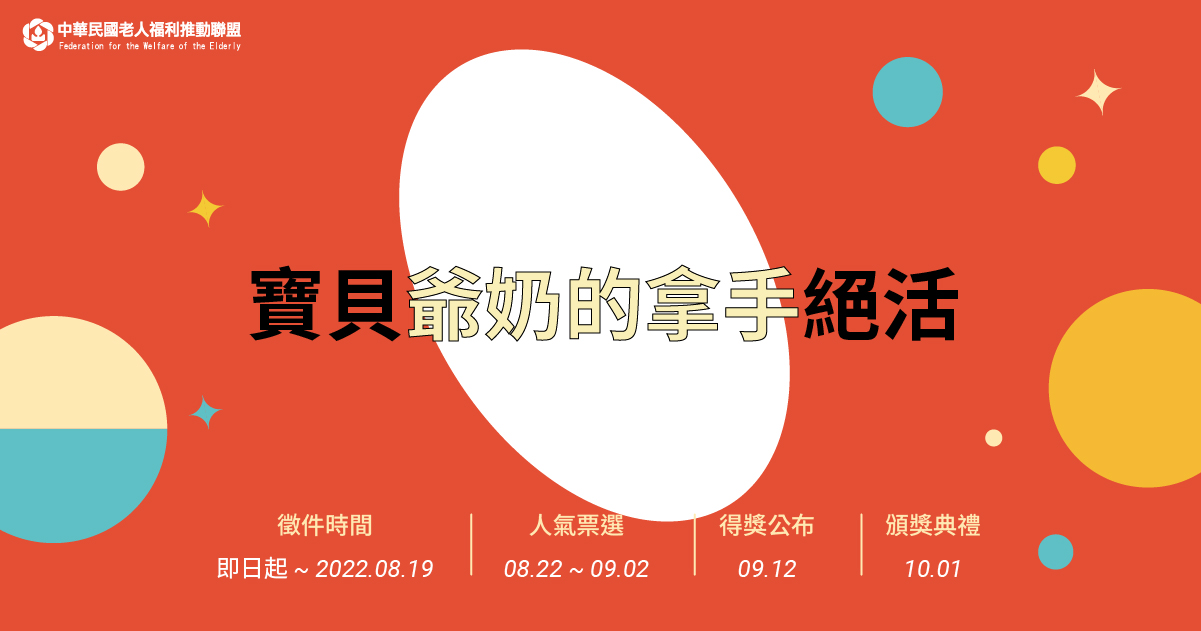 中華民國老人福利推動聯盟
Federation for the Welfare of the Elderly
寶貝爺奶的拿手絕活
徵件時間
即日起 ~ 2022.08.19
人氣票選
08.22 ~ 09.02
得獎公布
09.12
頒獎典禮
10.01